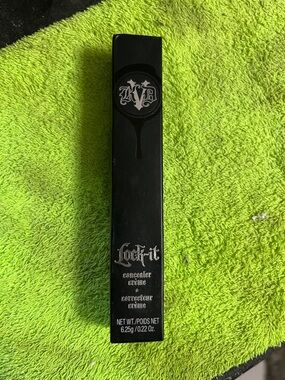 KVD
Lock-it
concealer
crème
+
correcteur
crème
NET WT./POIDS NET
6.25g/0.22 Oz.